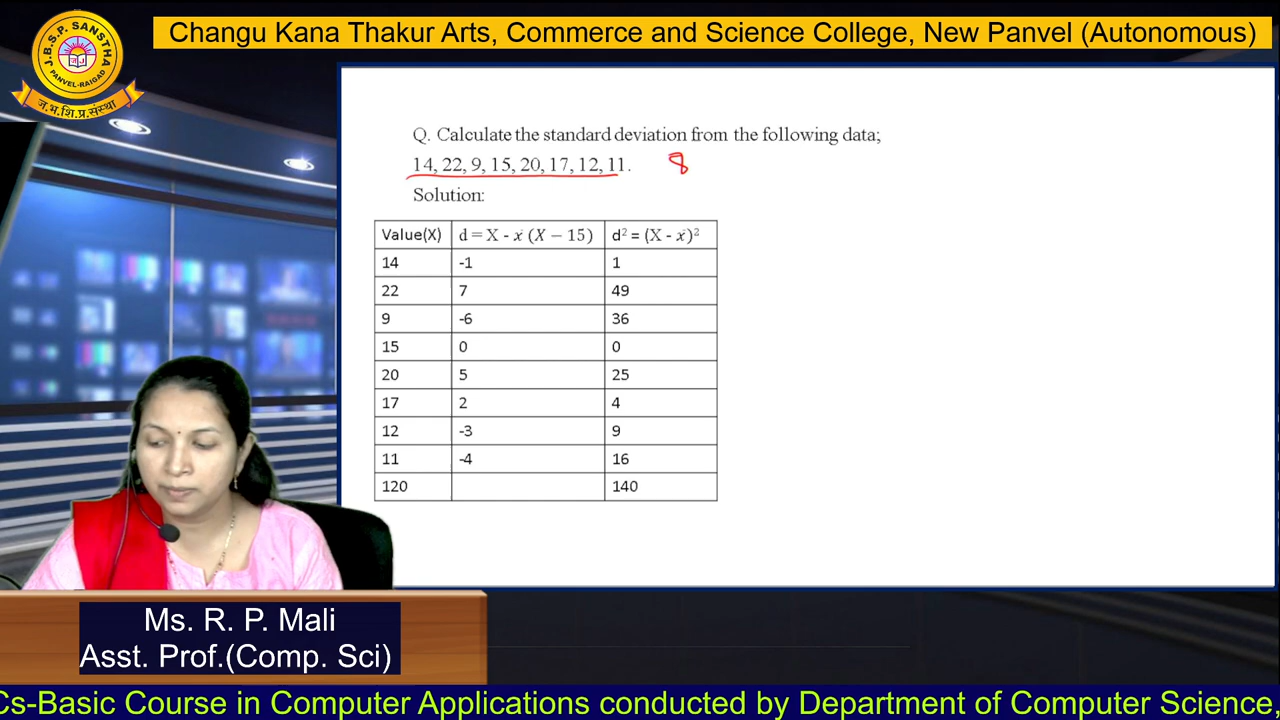 J.B.S.P. SANSTHA
PANVEL-RAIGAD
ज.भ.शि.प्र.संस्था
Changu Kana Thakur Arts, Commerce and Science College, New Panvel (Autonomous)
Q. Calculate the standard deviation from the following data;
14, 22, 9, 15, 20, 17, 12, 11. 8
Solution:
Value(X) d = X - x̄ (X − 15) d² = (X - x̄)²
14 -1 1
22 7 49
9 -6 36
15 0 0
20 5 25
17 2 4
12 -3 9
11 -4 16
120 140
Ms. R. P. Mali
Asst. Prof.(Comp. Sci)
Cs-Basic Course in Computer Applications conducted by Department of Computer Science,